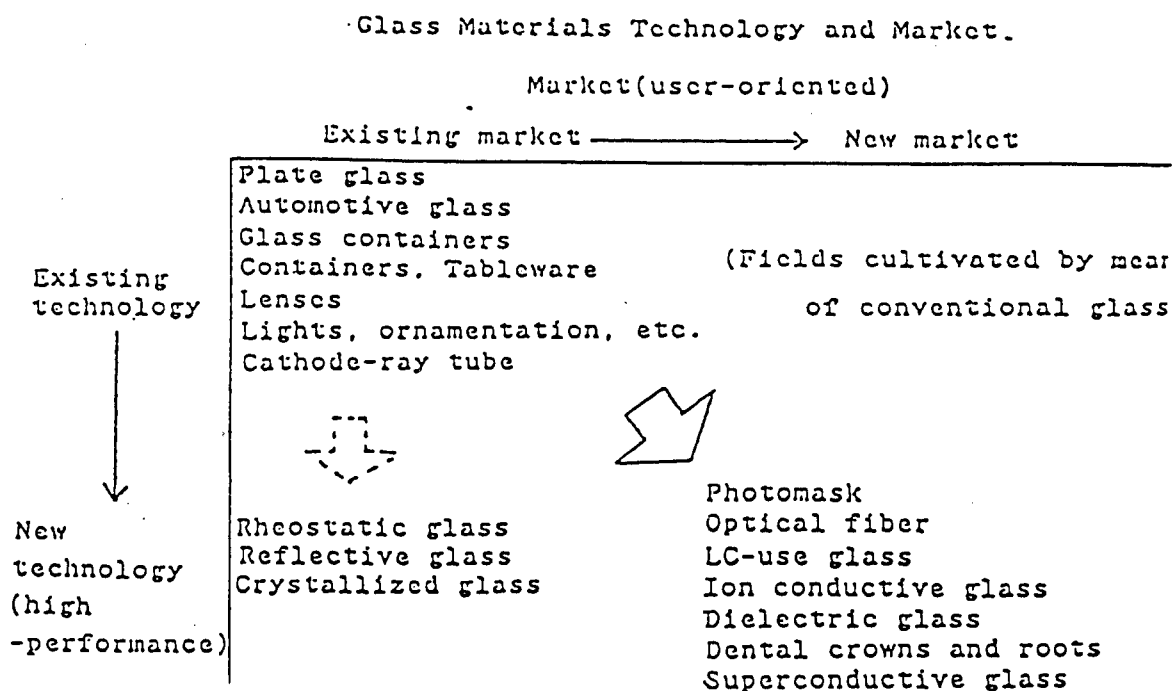 Glass Materials Technology and Market.
Market(user-oriented)
Existing market New market
Existing technology
Plate glass
Automotive glass
Glass containers
Containers, Tableware
Lenses
Lights, ornamentation, etc.
Cathode-ray tube
(Fields cultivated by mean
of conventional glass
New
technology
(high
-performance)
Rheostatic glass
Reflective glass
Crystallized glass
Photomask
Optical fiber
LC-use glass
Ion conductive glass
Dielectric glass
Dental crowns and roots
Superconductive glass